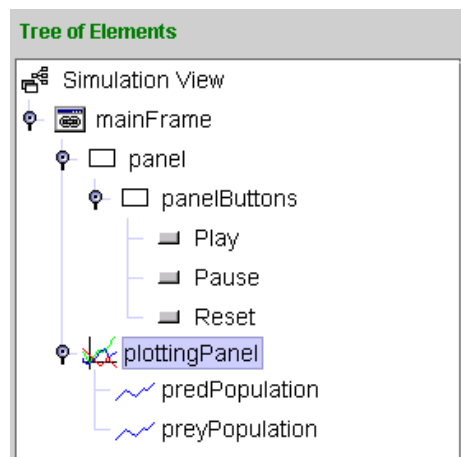 Tree of Elements
Simulation View
mainFrame
panel
panelButtons
Play
Pause
Reset
plottingPanel
predPopulation
preyPopulation